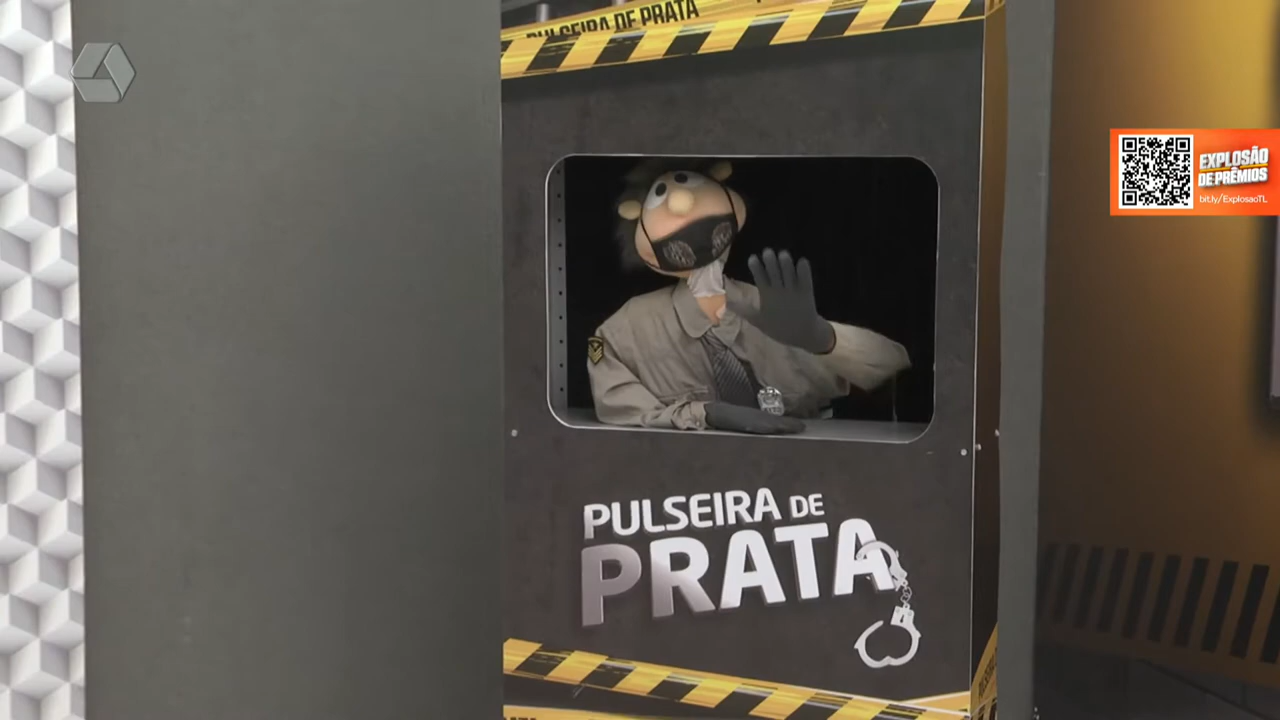 PULSEIRA DE PRATA
EXPLOSÃO
DE PRÊMIOS
bit.ly/ExplosaoTL
PULSEIRA DE
PRATA